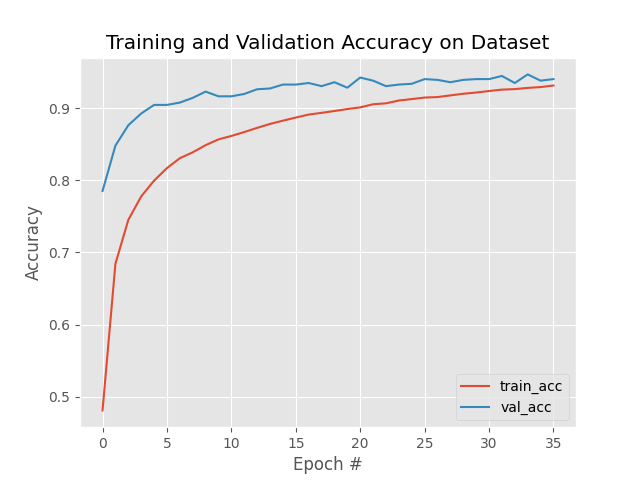 Training and Validation Accuracy on Dataset
Accuracy
0.9
0.8
0.7
0.6
0.5
train_acc
val_acc
0 5 10 15 20 25 30 35
Epoch #